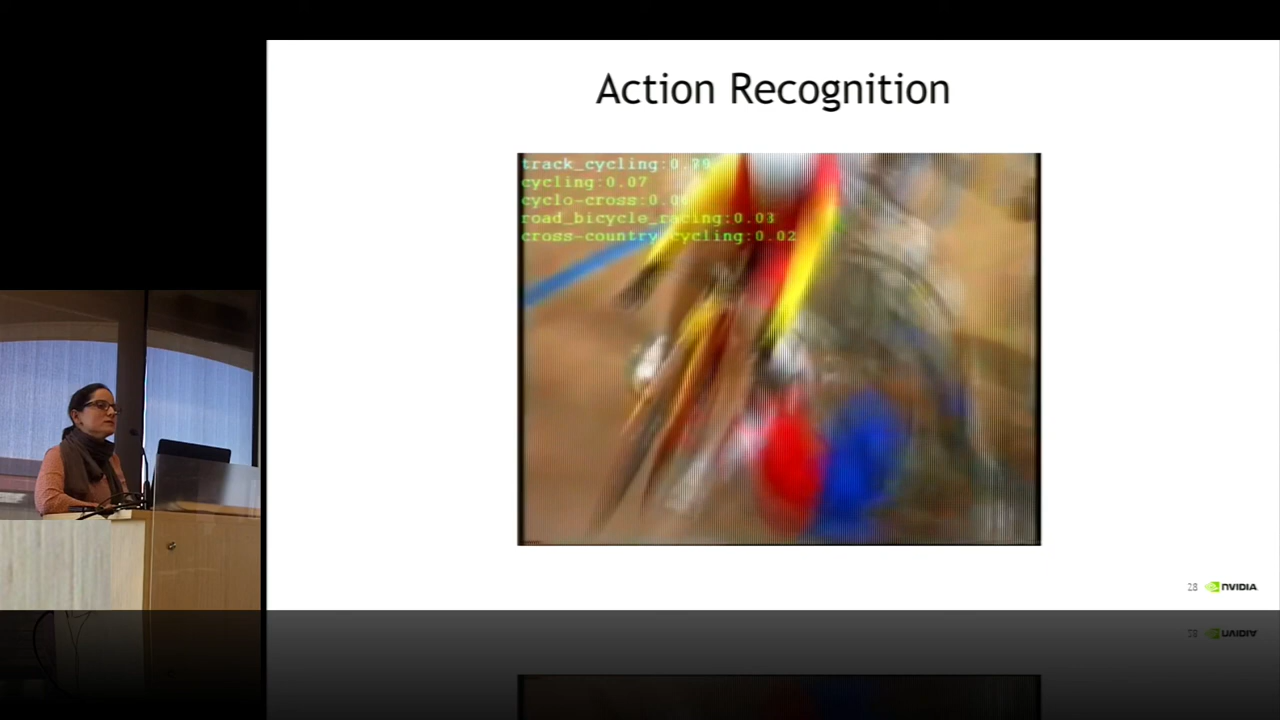 Action Recognition
track_cycling:0.79
cycling:0.07
cyclo-cross:0.0
road_bicycle_racing:0.03
cross-country_cycling:0.02
28 NVIDIA